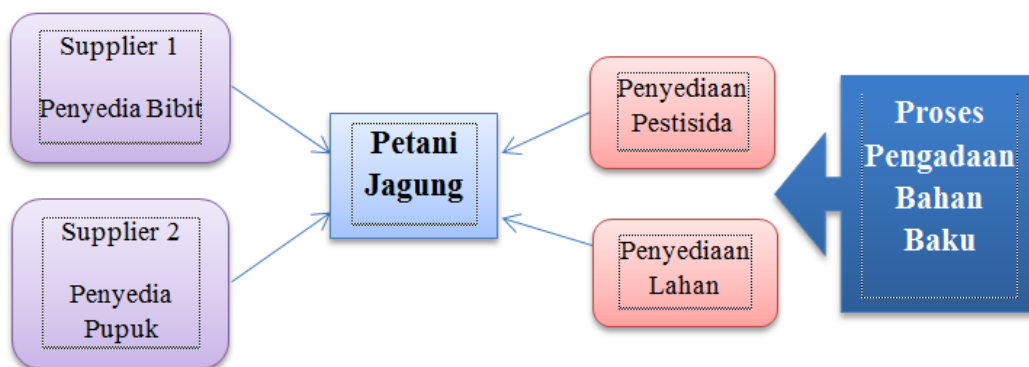 Supplier 1
Penyedia Bibit
Supplier 2
Penyedia
Pupuk
Petani
Jagung
Penyediaan
Pestisida
Penyediaan
Lahan
Proses
Pengadaan
Bahan
Baku